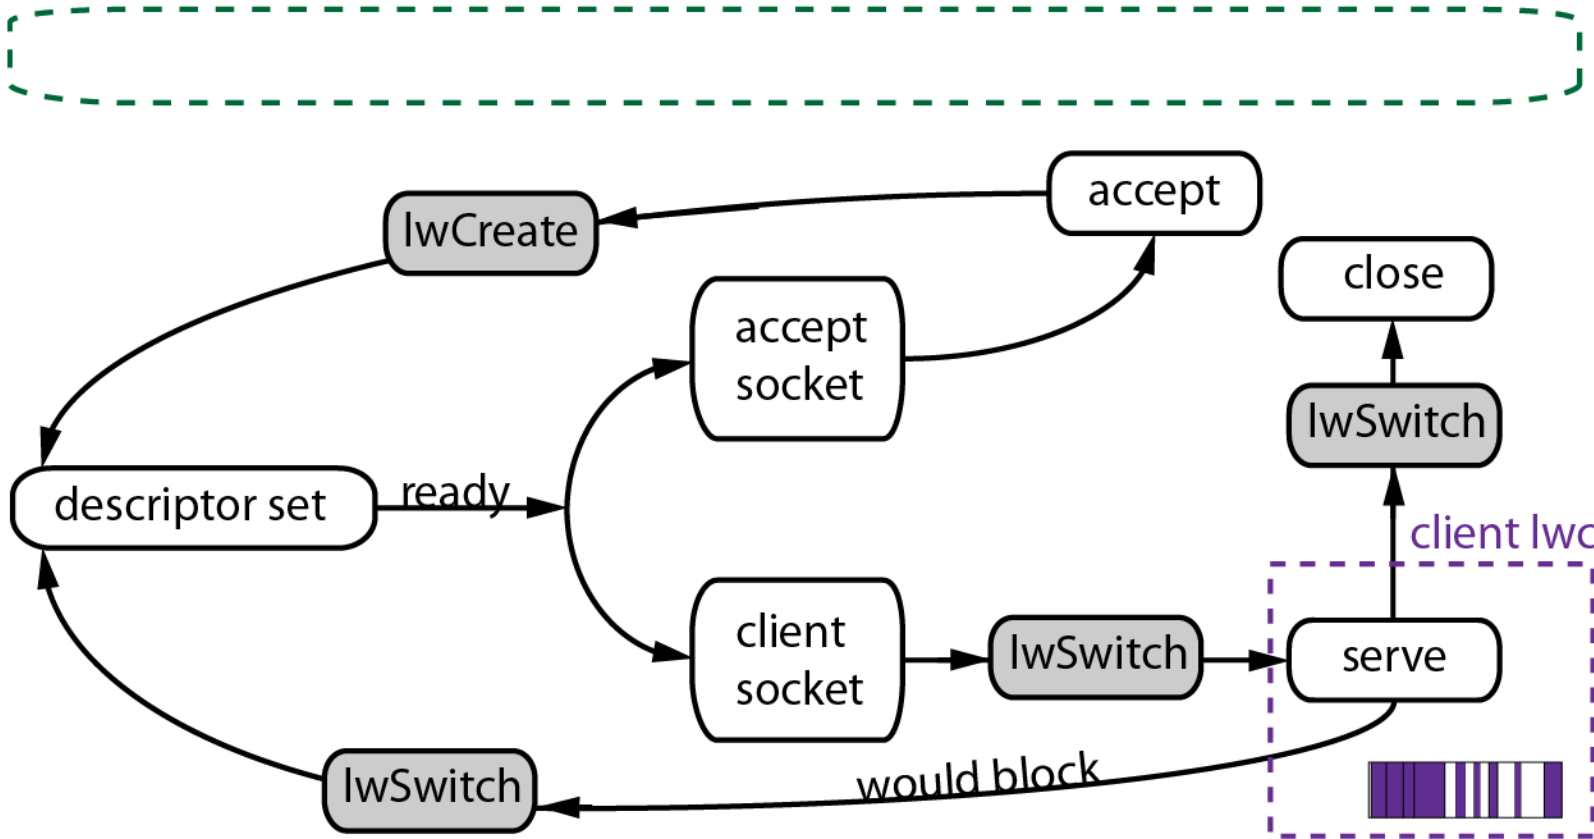 accept
lwCreate
close
accept
socket
lwSwitch
descriptor set
ready
client lwc
client
socket
lwSwitch
serve
would block
lwSwitch